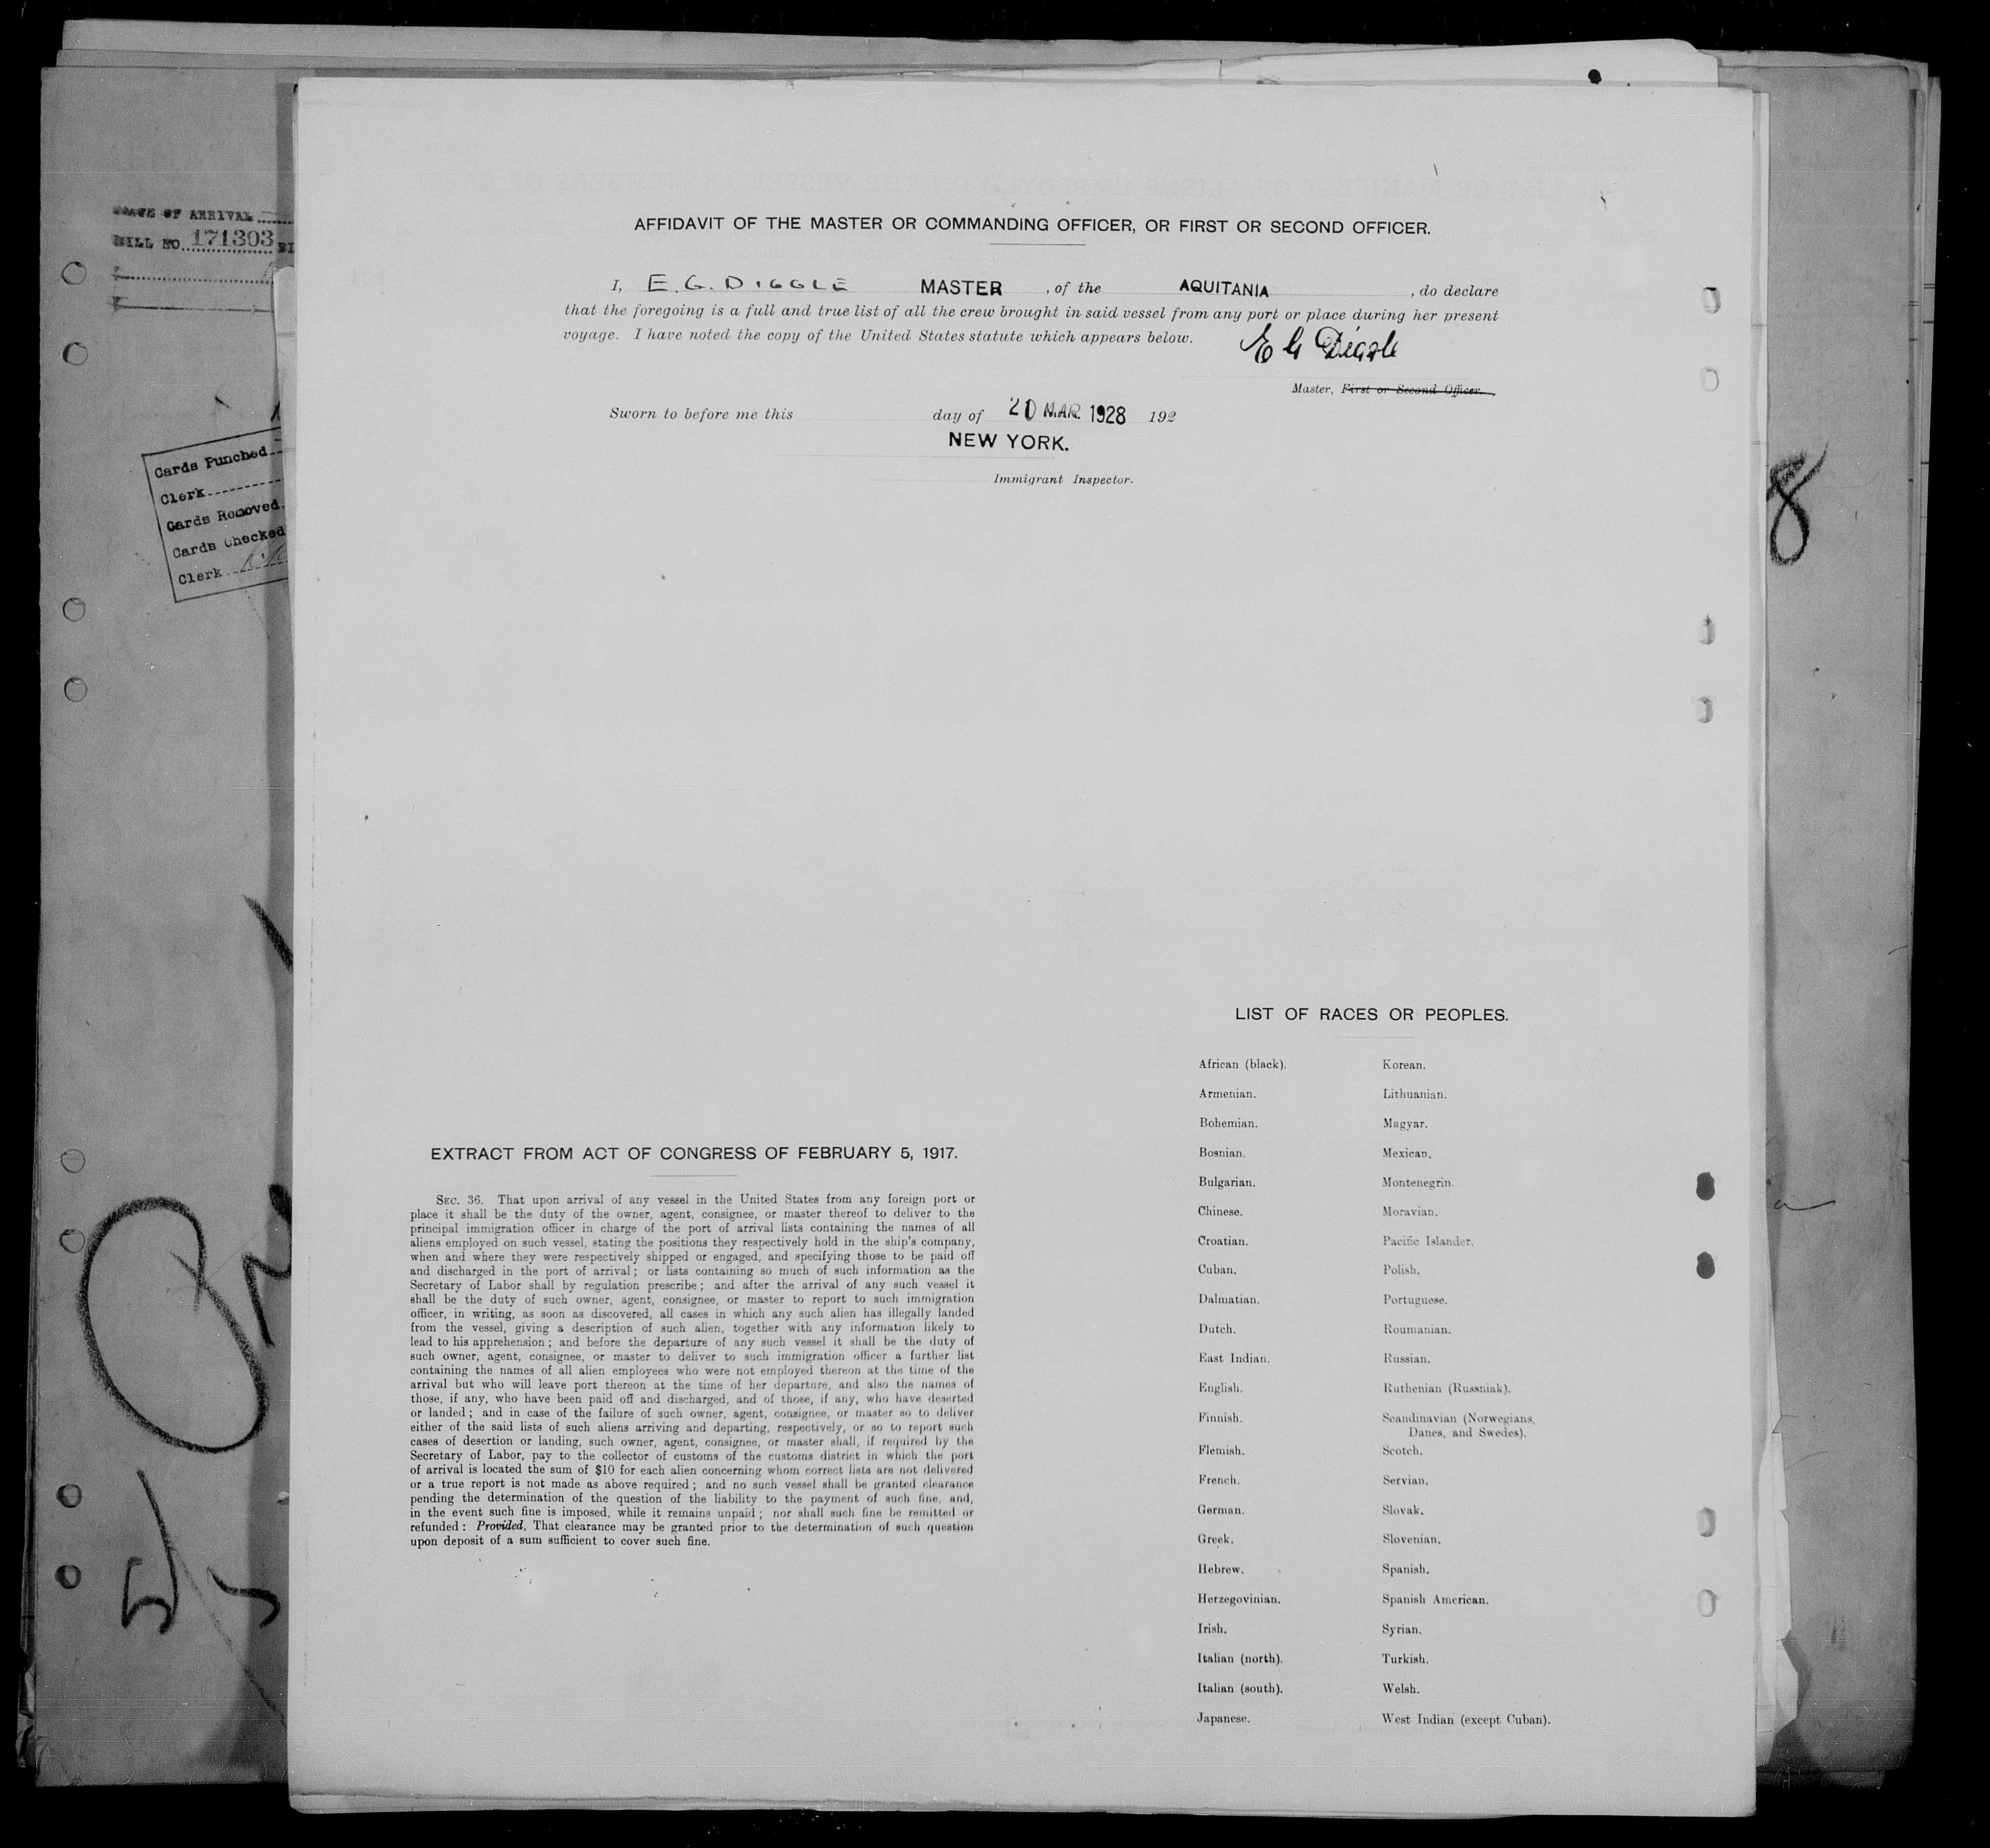 DATE OF ARRIVAL
BILL NO. 171303
Cards Punched
Clerk
Cards Removed
Cards Checked
Clerk
8
AFFIDAVIT OF THE MASTER OR COMMANDING OFFICER, OR FIRST OR SECOND OFFICER.
I, E. G. DIGGLE MASTER, of the AQUITANIA, do declare
that the foregoing is a full and true list of all the crew brought in said vessel from any port or place during her present
voyage. I have noted the copy of the United States statute which appears below.
E G Diggle
Master, First or Second Officer.
Sworn to before me this day of 20 MAR 1928 192
NEW YORK.
Immigrant Inspector.
EXTRACT FROM ACT OF CONGRESS OF FEBRUARY 5, 1917.
SEC. 36. That upon arrival of any vessel in the United States from any foreign port or
place it shall be the duty of the owner, agent, consignee, or master thereof to deliver to the
principal immigration officer in charge of the port of arrival lists containing the names of all
aliens employed on such vessel, stating the positions they respectively hold in the ship's company,
when and where they were respectively shipped or engaged, and specifying those to be paid off
and discharged in the port of arrival; or lists containing so much of such information as the
Secretary of Labor shall by regulation prescribe; and after the arrival of any such vessel it
shall be the duty of such owner, agent, consignee, or master to report to such immigration
officer, in writing, as soon as discovered, all cases in which any such alien has illegally landed
from the vessel, giving a description of such alien, together with any information likely to
lead to his apprehension; and before the departure of any such vessel it shall be the duty of
such owner, agent, consignee, or master to deliver to such immigration officer a further list
containing the names of all alien employees who were not employed thereon at the time of the
arrival but who will leave port thereon at the time of her departure, and also the names of
those, if any, who have been paid off and discharged, and of those, if any, who have deserted
or landed; and in case of the failure of such owner, agent, consignee, or master so to deliver
either of the said lists of such aliens arriving and departing, respectively, or so to report such
cases of desertion or landing, such owner, agent, consignee, or master shall, if required by the
Secretary of Labor, pay to the collector of customs of the customs district in which the port
of arrival is located the sum of $10 for each alien concerning whom correct lists are not delivered
or a true report is not made as above required; and no such vessel shall be granted clearance
pending the determination of the question of the liability to the payment of such fine, and,
in the event such fine is imposed, while it remains unpaid; nor shall such fine be remitted or
refunded: Provided, That clearance may be granted prior to the determination of such question
upon deposit of a sum sufficient to cover such fine.
LIST OF RACES OR PEOPLES.
African (black). Korean.
Armenian. Lithuanian.
Bohemian. Magyar.
Bosnian. Mexican.
Bulgarian. Montenegrin.
Chinese. Moravian.
Croatian. Pacific Islander.
Cuban. Polish.
Dalmatian. Portuguese.
Dutch. Roumanian.
East Indian. Russian.
English. Ruthenian (Russniak).
Finnish. Scandinavian (Norwegians,
Danes, and Swedes).
Flemish. Scotch.
French. Servian.
German. Slovak.
Greek. Slovenian.
Hebrew. Spanish.
Herzegovinian. Spanish American.
Irish. Syrian.
Italian (north). Turkish.
Italian (south). Welsh.
Japanese. West Indian (except Cuban).